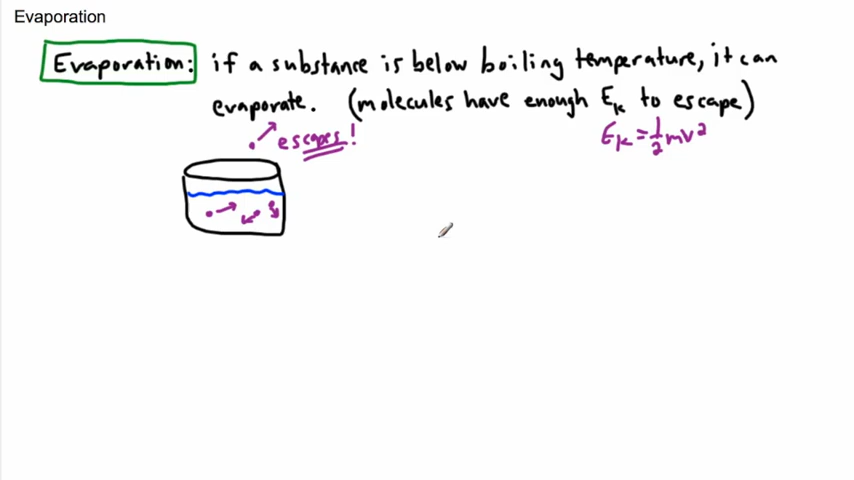 Evaporation
Evaporation: if a substance is below boiling temperature, it can
evaporate. (molecules have enough Eₖ to escape)
escapes! Eₖ = ½mv²